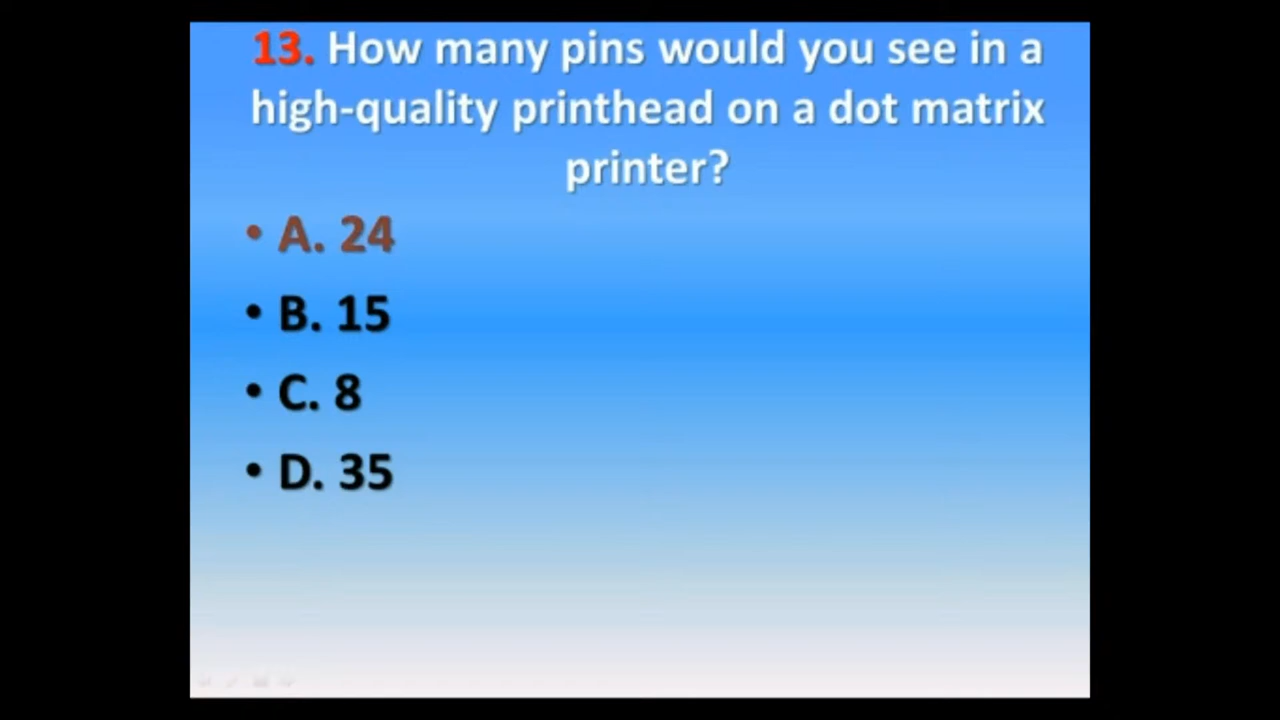 13. How many pins would you see in a
high-quality printhead on a dot matrix
printer?
• A. 24
• B. 15
• C. 8
• D. 35